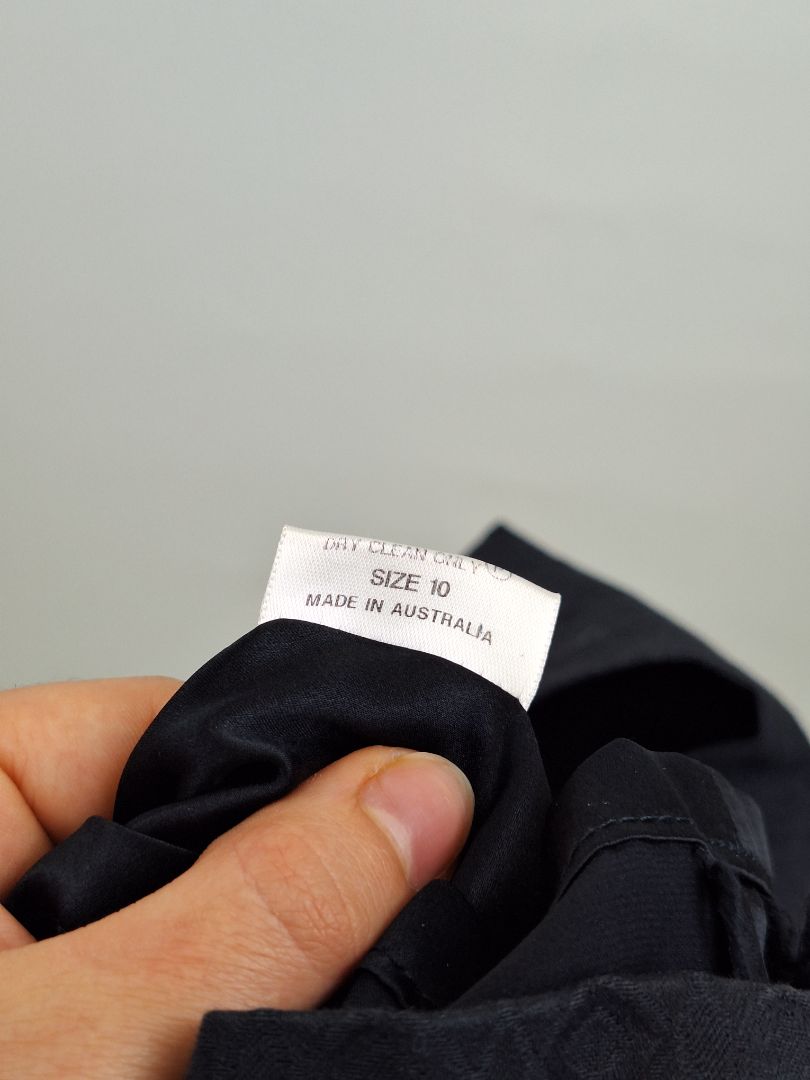 DRY CLEAN ONLY Ⓟ
SIZE 10
MADE IN AUSTRALIA